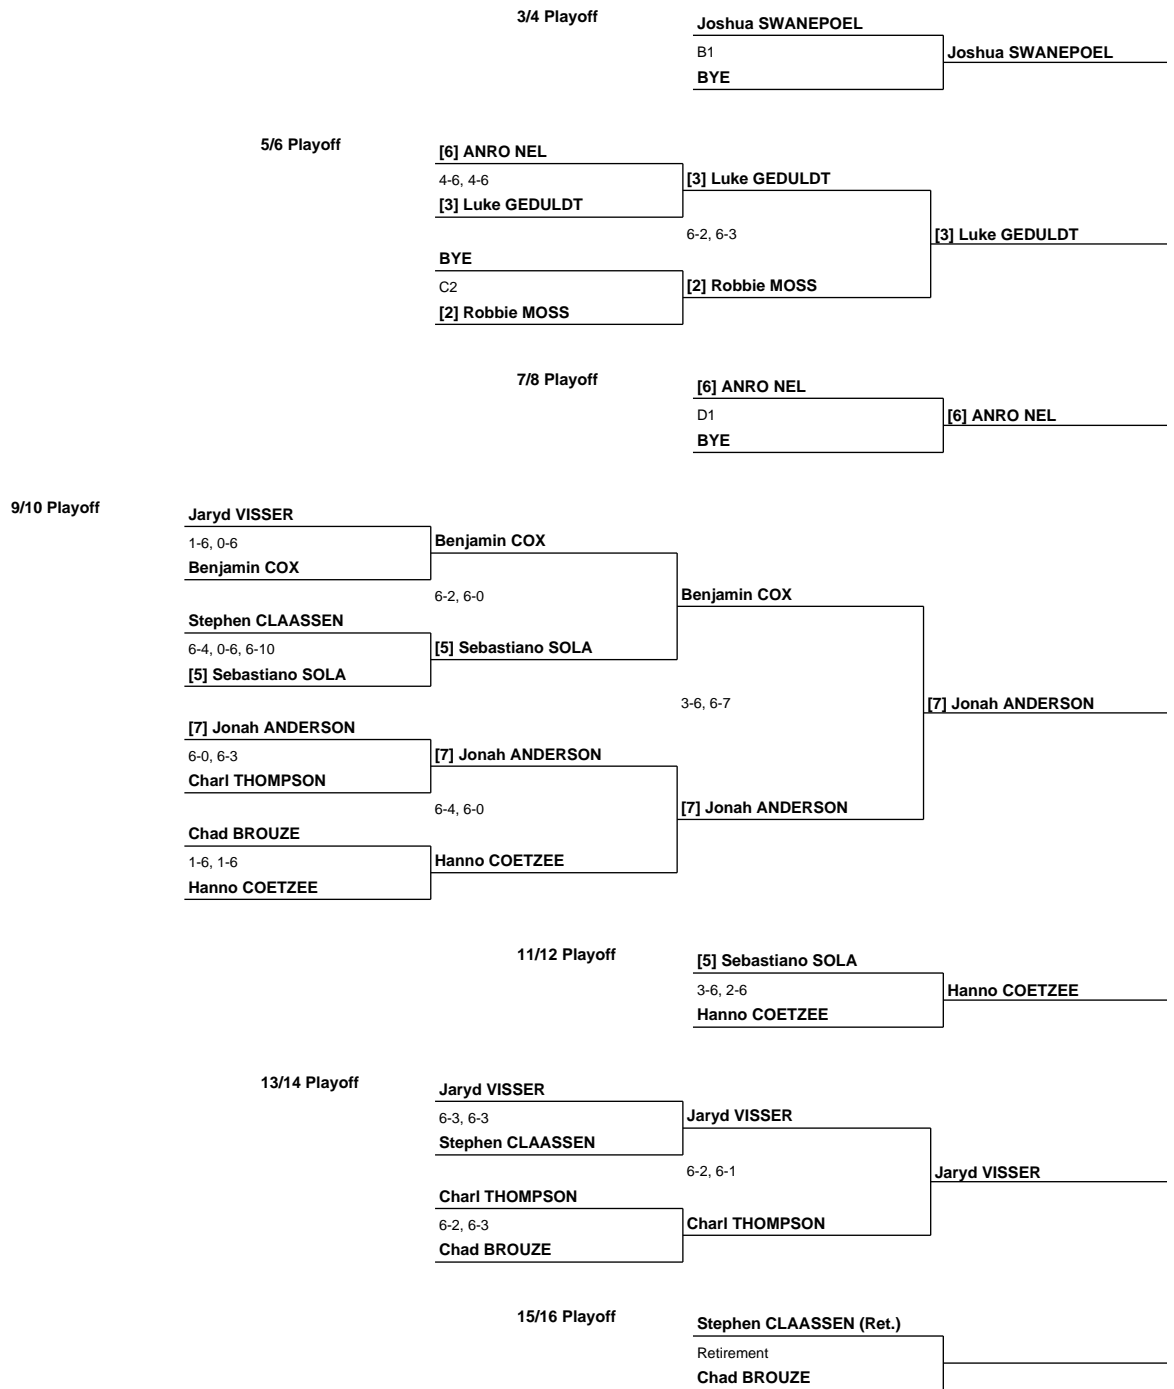 3/4 Playoff
Joshua SWANEPOEL
B1
Joshua SWANEPOEL
BYE
5/6 Playoff
[6] ANRO NEL
4-6, 4-6
[3] Luke GEDULDT
[3] Luke GEDULDT
6-2, 6-3
[3] Luke GEDULDT
BYE
C2
[2] Robbie MOSS
[2] Robbie MOSS
7/8 Playoff
[6] ANRO NEL
D1
[6] ANRO NEL
BYE
9/10 Playoff
Jaryd VISSER
1-6, 0-6
Benjamin COX
Benjamin COX
6-2, 6-0
Benjamin COX
Stephen CLAASSEN
6-4, 0-6, 6-10
[5] Sebastiano SOLA
[5] Sebastiano SOLA
3-6, 6-7
[7] Jonah ANDERSON
[7] Jonah ANDERSON
6-0, 6-3
[7] Jonah ANDERSON
Charl THOMPSON
6-4, 6-0
[7] Jonah ANDERSON
Chad BROUZE
1-6, 1-6
Hanno COETZEE
Hanno COETZEE
11/12 Playoff
[5] Sebastiano SOLA
3-6, 2-6
Hanno COETZEE
Hanno COETZEE
13/14 Playoff
Jaryd VISSER
6-3, 6-3
Jaryd VISSER
Stephen CLAASSEN
6-2, 6-1
Jaryd VISSER
Charl THOMPSON
6-2, 6-3
Charl THOMPSON
Chad BROUZE
15/16 Playoff
Stephen CLAASSEN (Ret.)
Retirement
Chad BROUZE